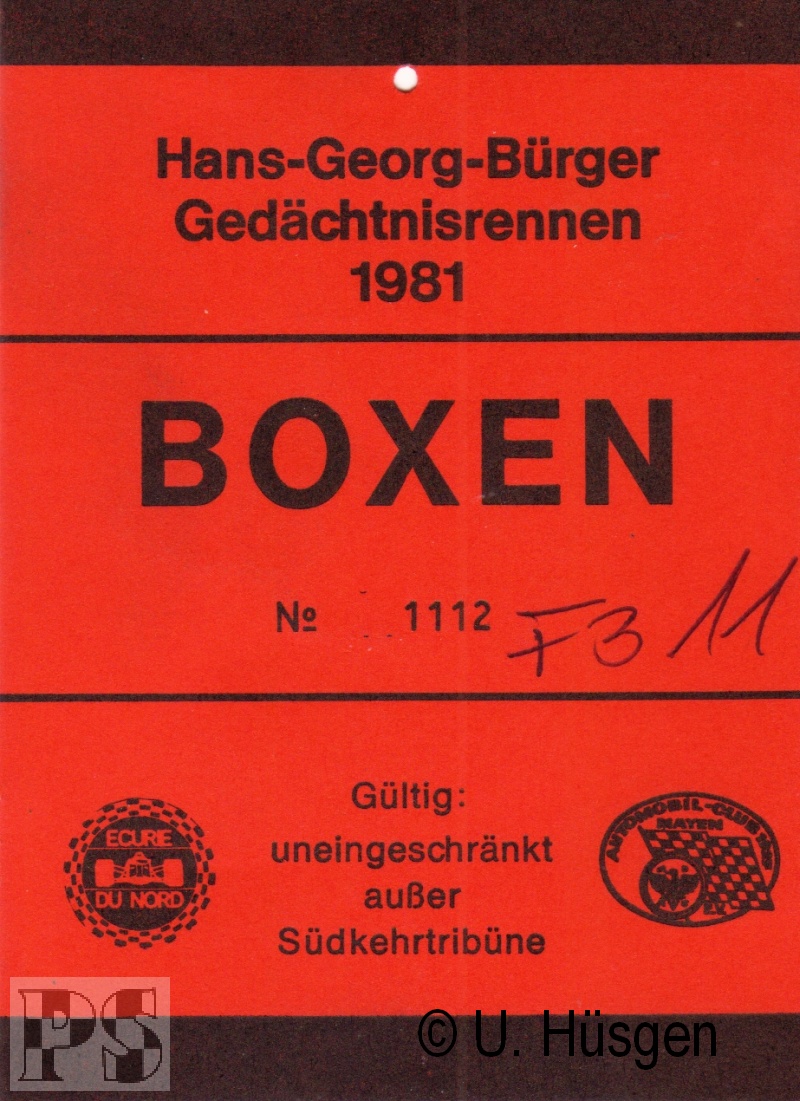 Hans-Georg-Bürger
Gedächtnisrennen
1981
BOXEN
№ 1112 F3 11
Gültig:
uneingeschränkt
außer
Südkehrtribüne
ECURIE
DU NORD
AUTOMOBIL-CLUB
MAYEN
PS
© U. Hüsgen